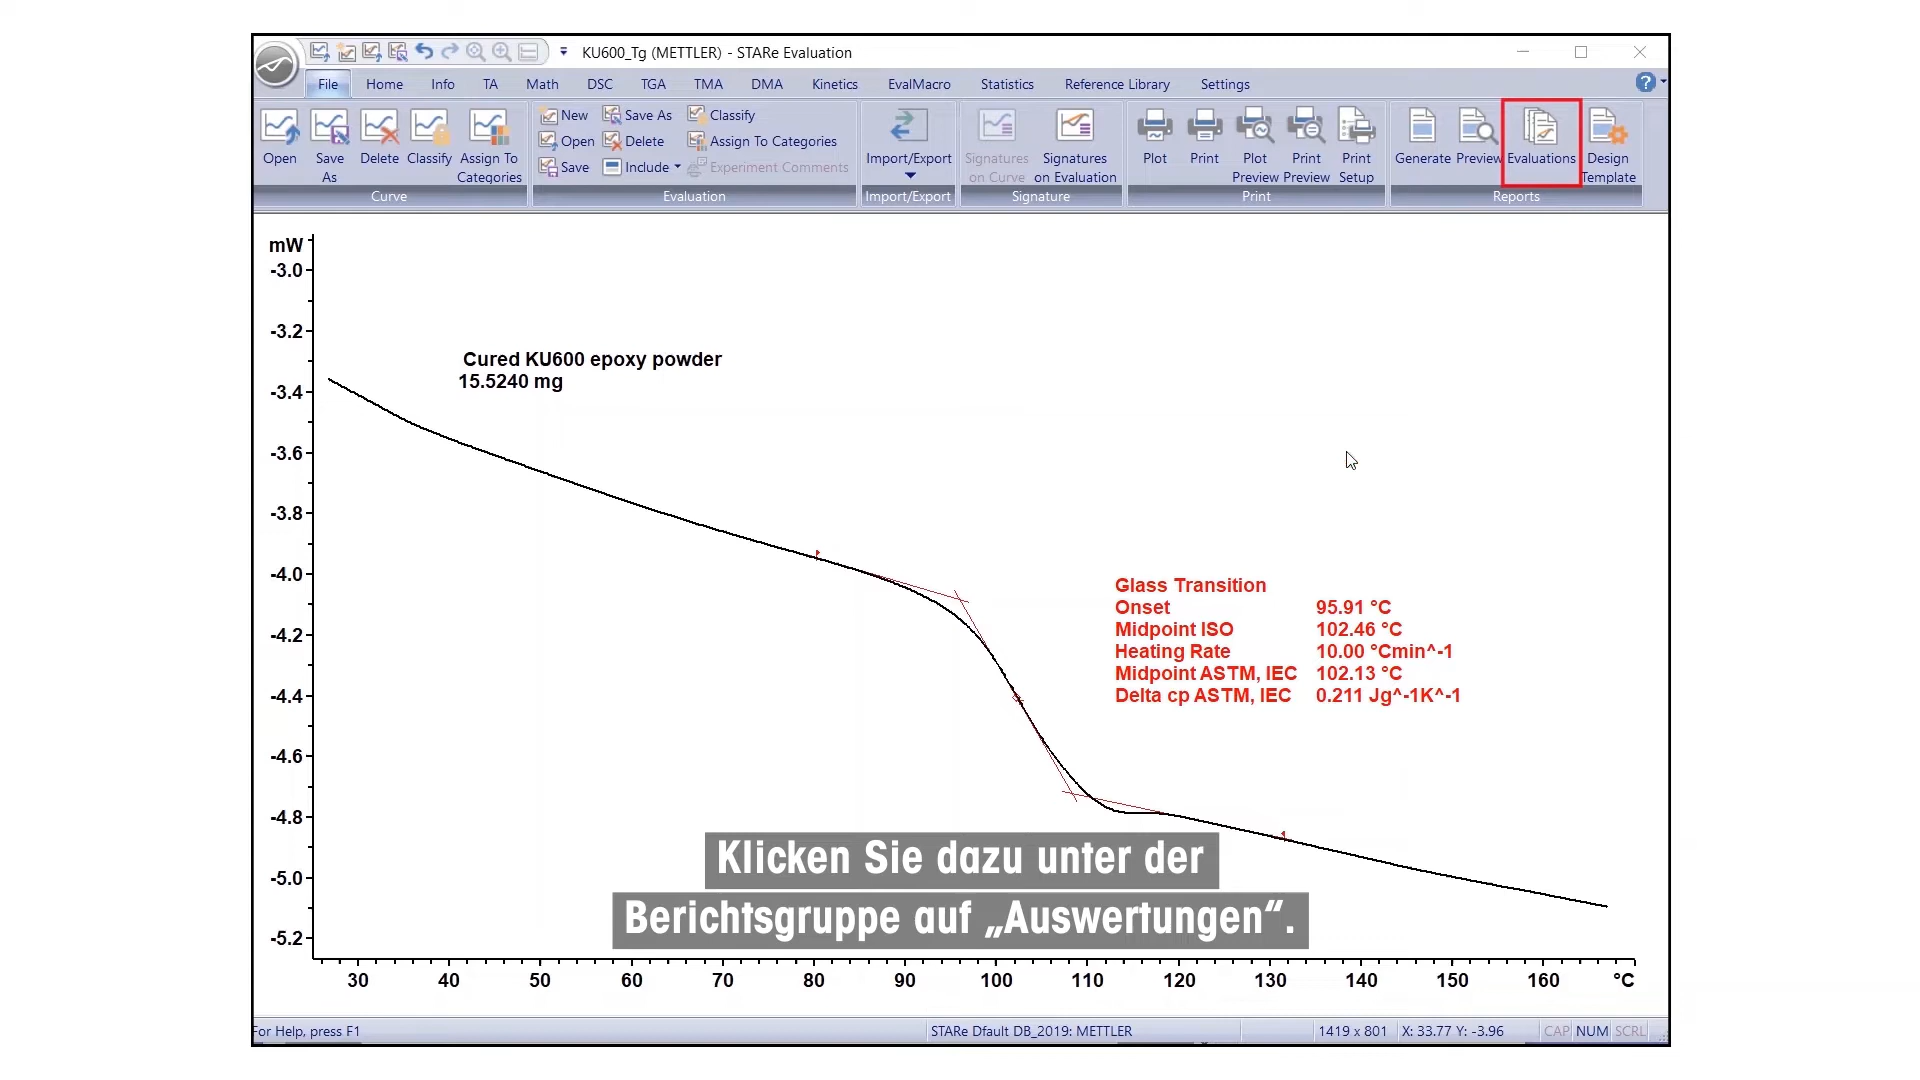 KU600_Tg (METTLER) - STARe Evaluation
File Home Info TA Math DSC TGA TMA DMA Kinetics EvalMacro Statistics Reference Library Settings
Open
Save As
Delete
Classify
Assign To Categories
Curve
New Save As Classify
Open Delete Assign To Categories
Save Include Experiment Comments
Evaluation
Import/Export
Import/Export
Signatures on Curve
Signatures on Evaluation
Signature
Plot
Print
Plot Preview
Print Preview
Print Setup
Print
Generate
Preview
Evaluations
Design Template
Reports
mW
-3.0
-3.2
Cured KU600 epoxy powder
15.5240 mg
-3.4
-3.6
-3.8
-4.0
Glass Transition
Onset 95.91 °C
Midpoint ISO 102.46 °C
Heating Rate 10.00 °Cmin^-1
Midpoint ASTM, IEC 102.13 °C
Delta cp ASTM, IEC 0.211 Jg^-1K^-1
-4.2
-4.4
-4.6
-4.8
Klicken Sie dazu unter der
Berichtsgruppe auf „Auswertungen“.
-5.0
-5.2
30 40 50 60 70 80 90 100 110 120 130 140 150 160 °C
For Help, press F1 STARe Dfault DB_2019: METTLER 1419 x 801 X: 33.77 Y: -3.96 CAP NUM SCRL